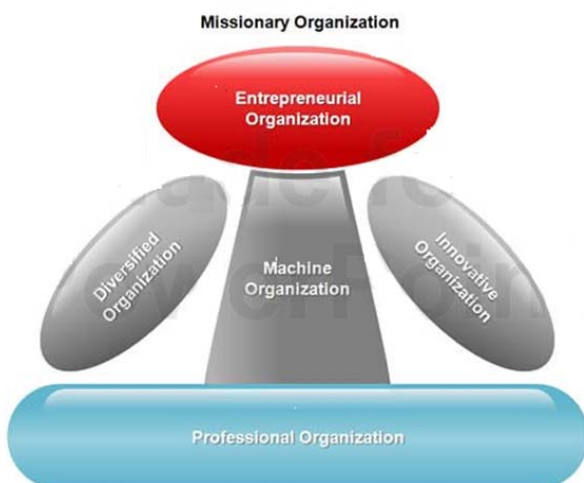 Missionary Organization
Entrepreneurial
Organization
Diversified
Organization
Machine
Organization
Innovative
Organization
Professional Organization